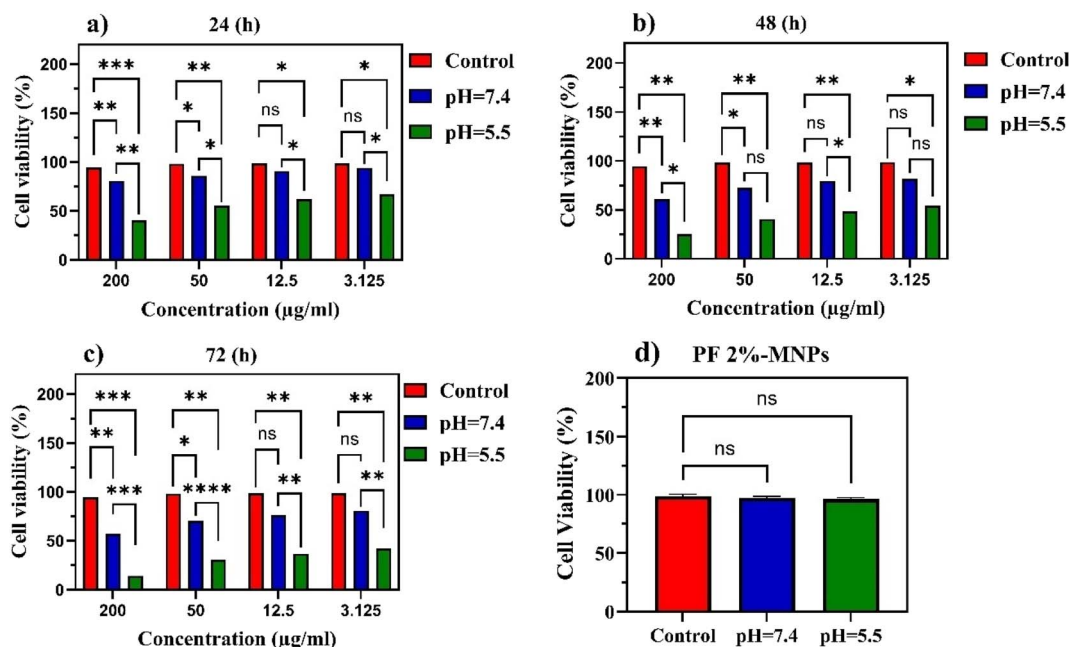 a)
24 (h)
200
150
100
50
0
Cell viability (%)
***
**
*
*
**
*
ns
ns
**
*
*
*
200 50 12.5 3.125
Concentration (µg/ml)
Control
pH=7.4
pH=5.5
b)
48 (h)
200
150
100
50
0
Cell viability (%)
**
**
**
*
**
*
ns
ns
*
ns
*
ns
200 50 12.5 3.125
Concentration (µg/ml)
Control
pH=7.4
pH=5.5
c)
72 (h)
200
150
100
50
0
Cell viability (%)
***
**
**
**
**
*
ns
ns
***
****
**
**
200 50 12.5 3.125
Concentration (µg/ml)
Control
pH=7.4
pH=5.5
d)
PF 2%-MNPs
200
150
100
50
0
Cell Viability (%)
ns
ns
Control pH=7.4 pH=5.5